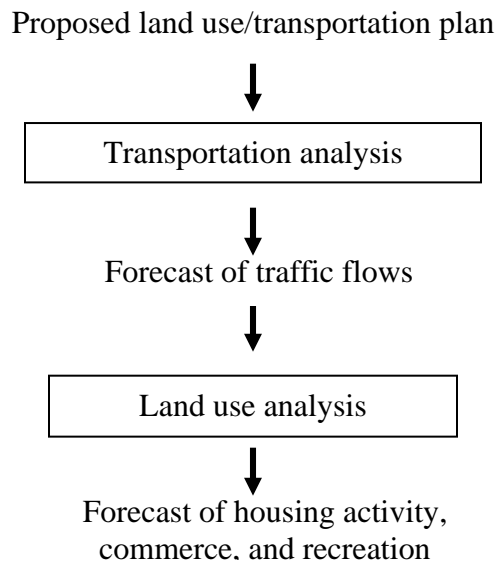 Proposed land use/transportation plan
Transportation analysis
Forecast of traffic flows
Land use analysis
Forecast of housing activity,
commerce, and recreation